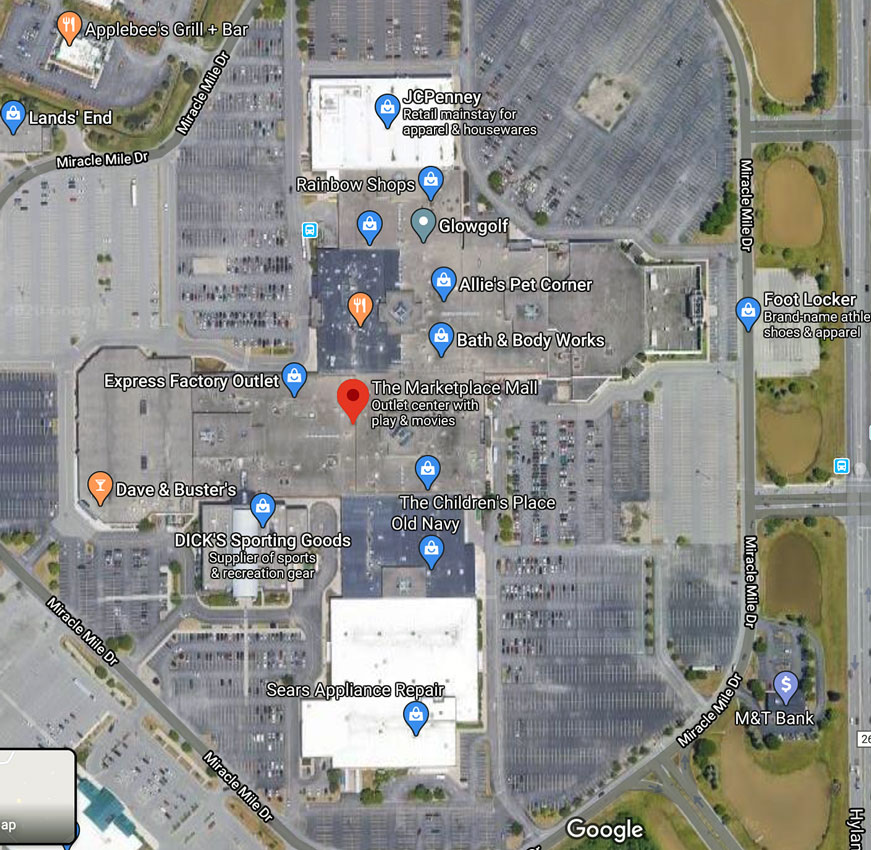 Applebee's Grill + Bar
Lands' End
Miracle Mile Dr
Miracle Mile Dr
JCPenney
Retail mainstay for
apparel & housewares
Rainbow Shops
Miracle Mile Dr
Glowgolf
Allie's Pet Corner
Foot Locker
Brand-name athle
shoes & apparel
Bath & Body Works
Express Factory Outlet
The Marketplace Mall
Outlet center with
play & movies
Dave & Buster's
The Children's Place
Old Navy
DICK'S Sporting Goods
Supplier of sports
& recreation gear
Miracle Mile Dr
Miracle Mile Dr
Sears Appliance Repair
Miracle Mile Dr
$
M&T Bank
26
Miracle Mile Dr
ap
Google
Hylan